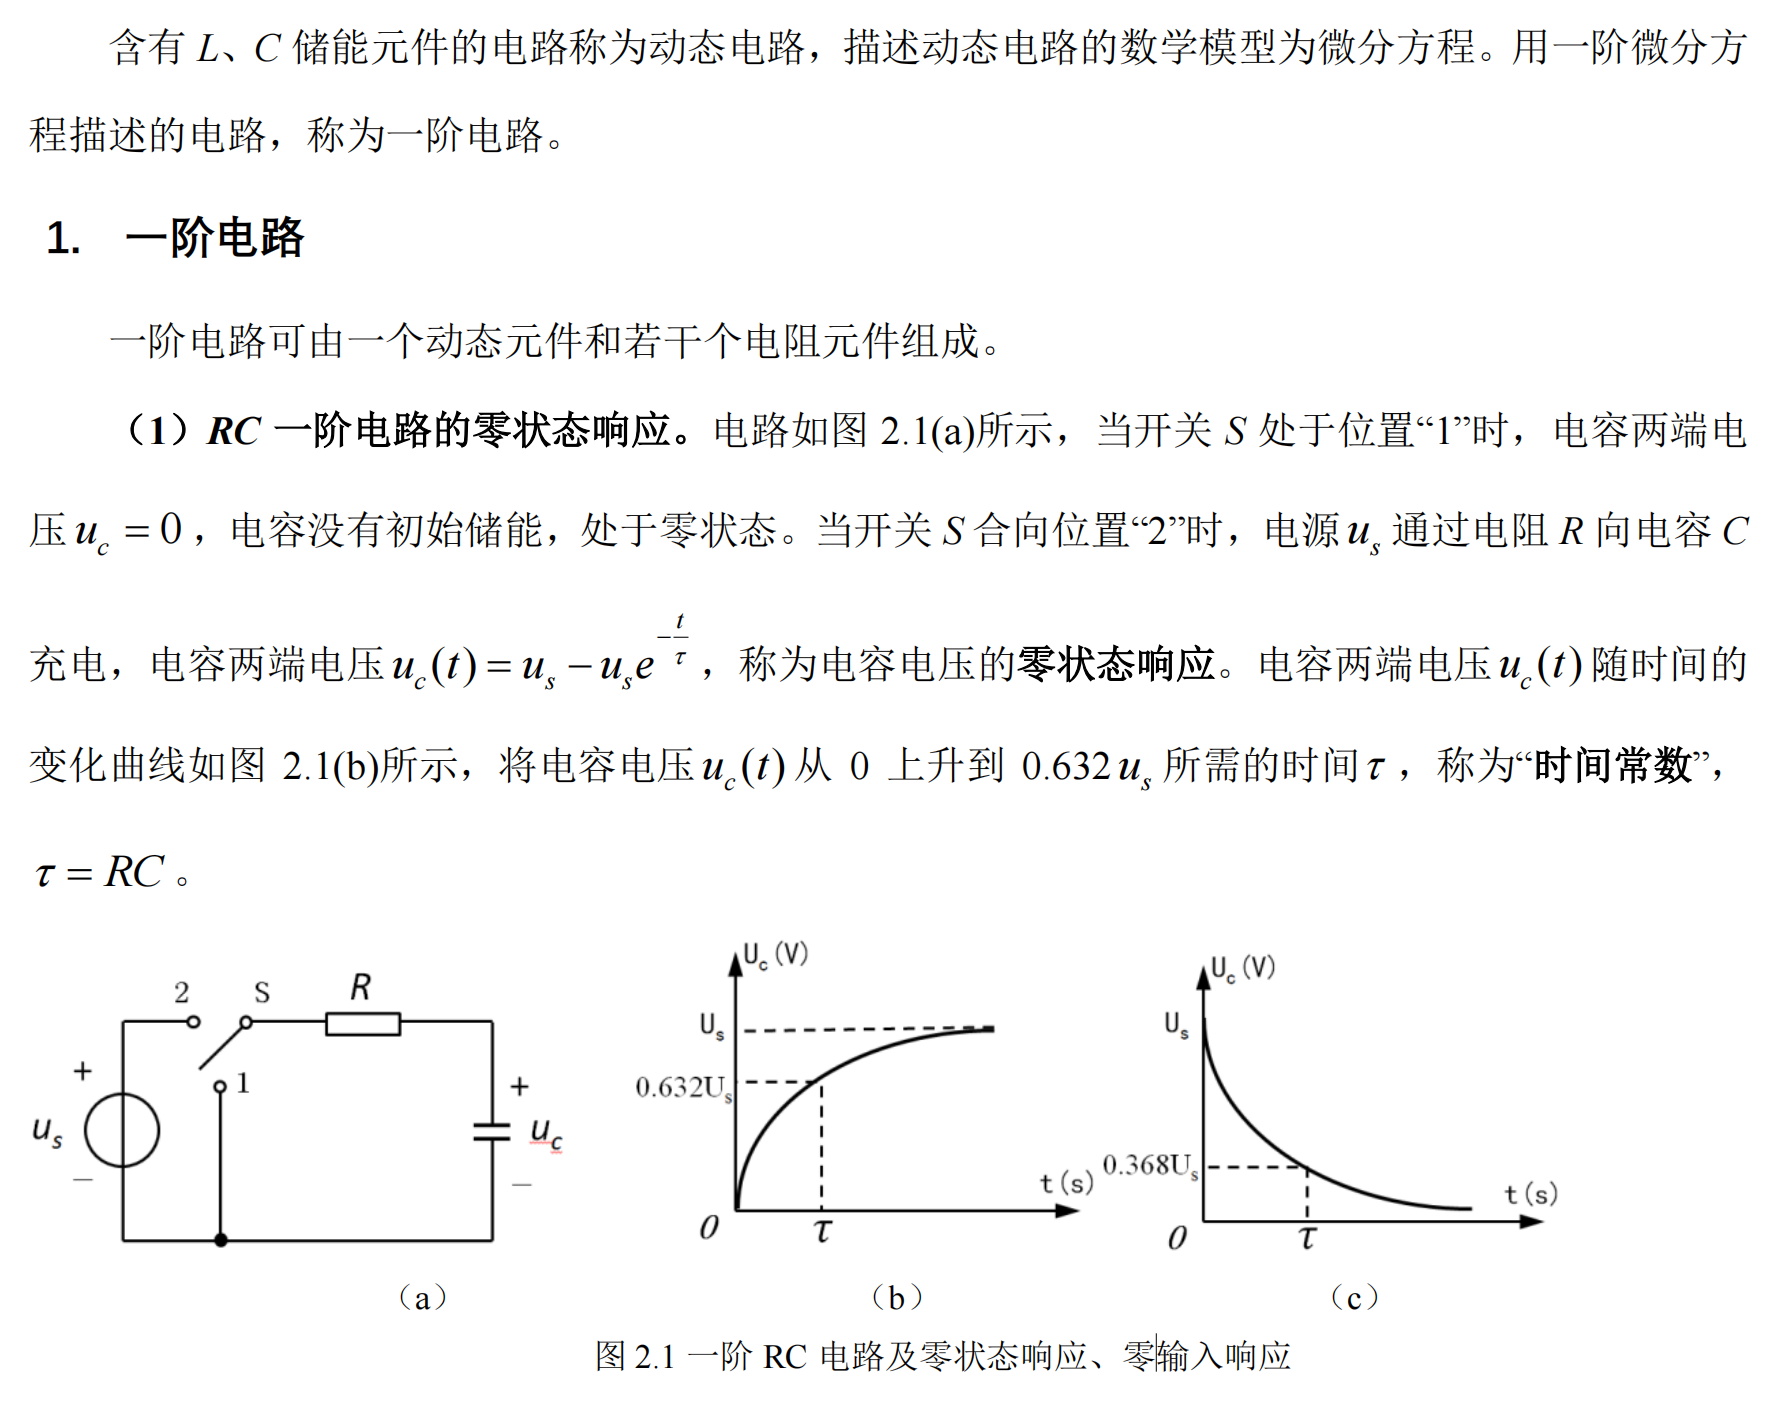 含有 L、C 储能元件的电路称为动态电路，描述动态电路的数学模型为微分方程。用一阶微分方
程描述的电路，称为一阶电路。
1. 一阶电路
一阶电路可由一个动态元件和若干个电阻元件组成。
（1）RC 一阶电路的零状态响应。电路如图 2.1(a)所示，当开关 S 处于位置“1”时，电容两端电
压 u_c = 0，电容没有初始储能，处于零状态。当开关 S 合向位置“2”时，电源 u_s 通过电阻 R 向电容 C
充电，电容两端电压 u_c(t) = u_s − u_s e^{−t/τ}，称为电容电压的零状态响应。电容两端电压 u_c(t) 随时间的
变化曲线如图 2.1(b)所示，将电容电压 u_c(t) 从 0 上升到 0.632 u_s 所需的时间 τ，称为“时间常数”，
τ = RC。
2 S R
1
+
u_s
−
+
u_c
−
（a）
U_c (V)
U_s
0.632U_s
t(s)
0 τ
（b）
U_c (V)
U_s
0.368U_s
t(s)
0 τ
（c）
图 2.1 一阶 RC 电路及零状态响应、零输入响应